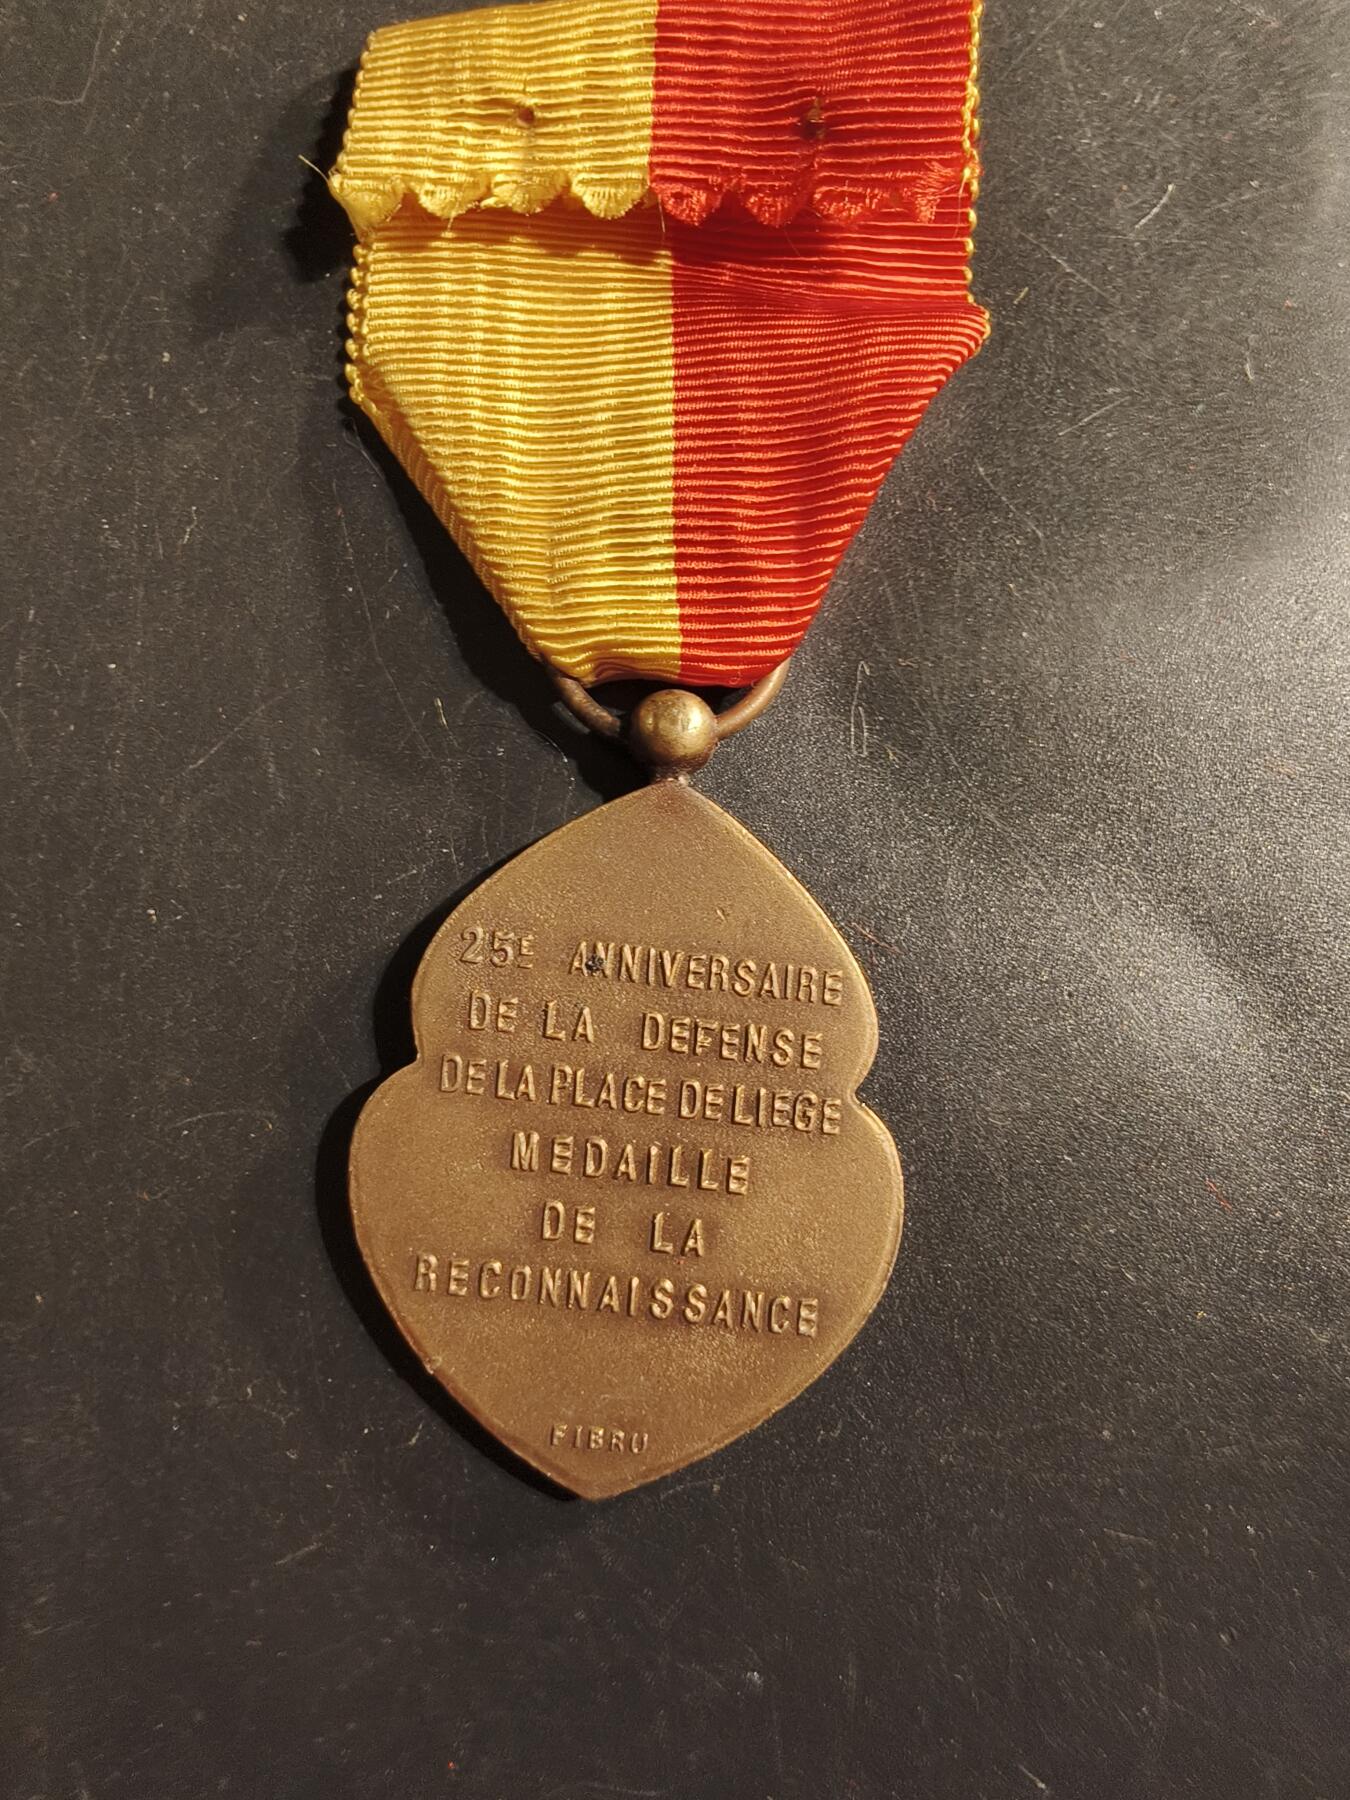 25E ANNIVERSAIRE
DE LA DEFENSE
DE LA PLACE DE LIEGE
MEDAILLE
DE LA
RECONNAISSANCE
FIBRU